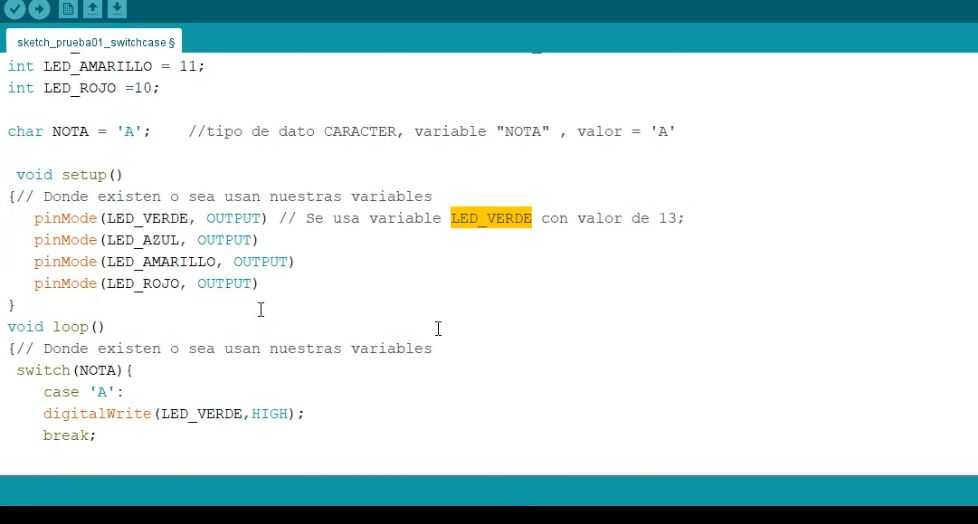 sketch_prueba01_switchcase §
int LED_AMARILLO = 11;
int LED_ROJO =10;
char NOTA = 'A'; //tipo de dato CARACTER, variable "NOTA" , valor = 'A'
void setup()
{// Donde existen o sea usan nuestras variables
pinMode(LED_VERDE, OUTPUT) // Se usa variable LED_VERDE con valor de 13;
pinMode(LED_AZUL, OUTPUT)
pinMode(LED_AMARILLO, OUTPUT)
pinMode(LED_ROJO, OUTPUT)
}
void loop()
{// Donde existen o sea usan nuestras variables
switch(NOTA){
case 'A':
digitalWrite(LED_VERDE,HIGH);
break;